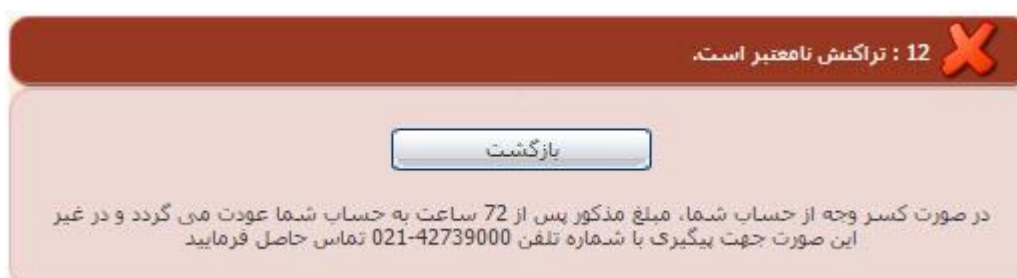 12 : تراکنش نامعتبر است.
بازگشت
در صورت کسر وجه از حساب شما، مبلغ مذکور پس از 72 ساعت به حساب شما عودت می گردد و در غیر
این صورت جهت پیگیری با شماره تلفن 42739000-021 تماس حاصل فرمایید